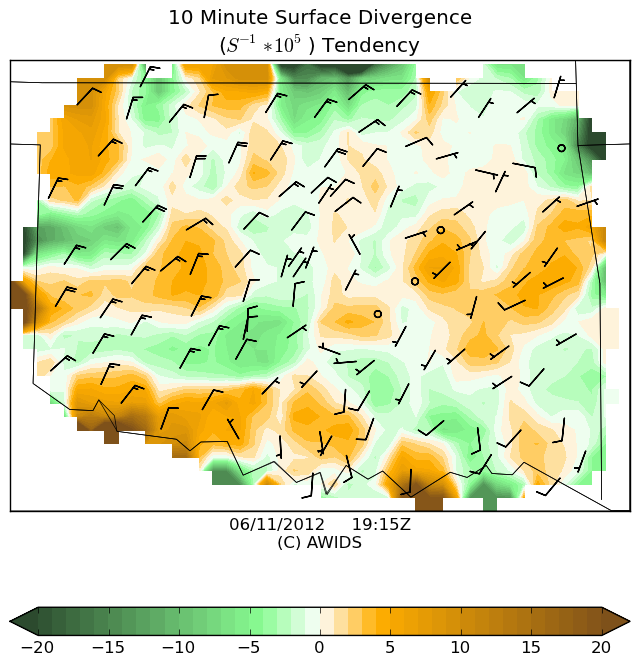 10 Minute Surface Divergence
(S⁻¹ *10⁵ ) Tendency
06/11/2012 19:15Z
(C) AWIDS
−20 −15 −10 −5 0 5 10 15 20